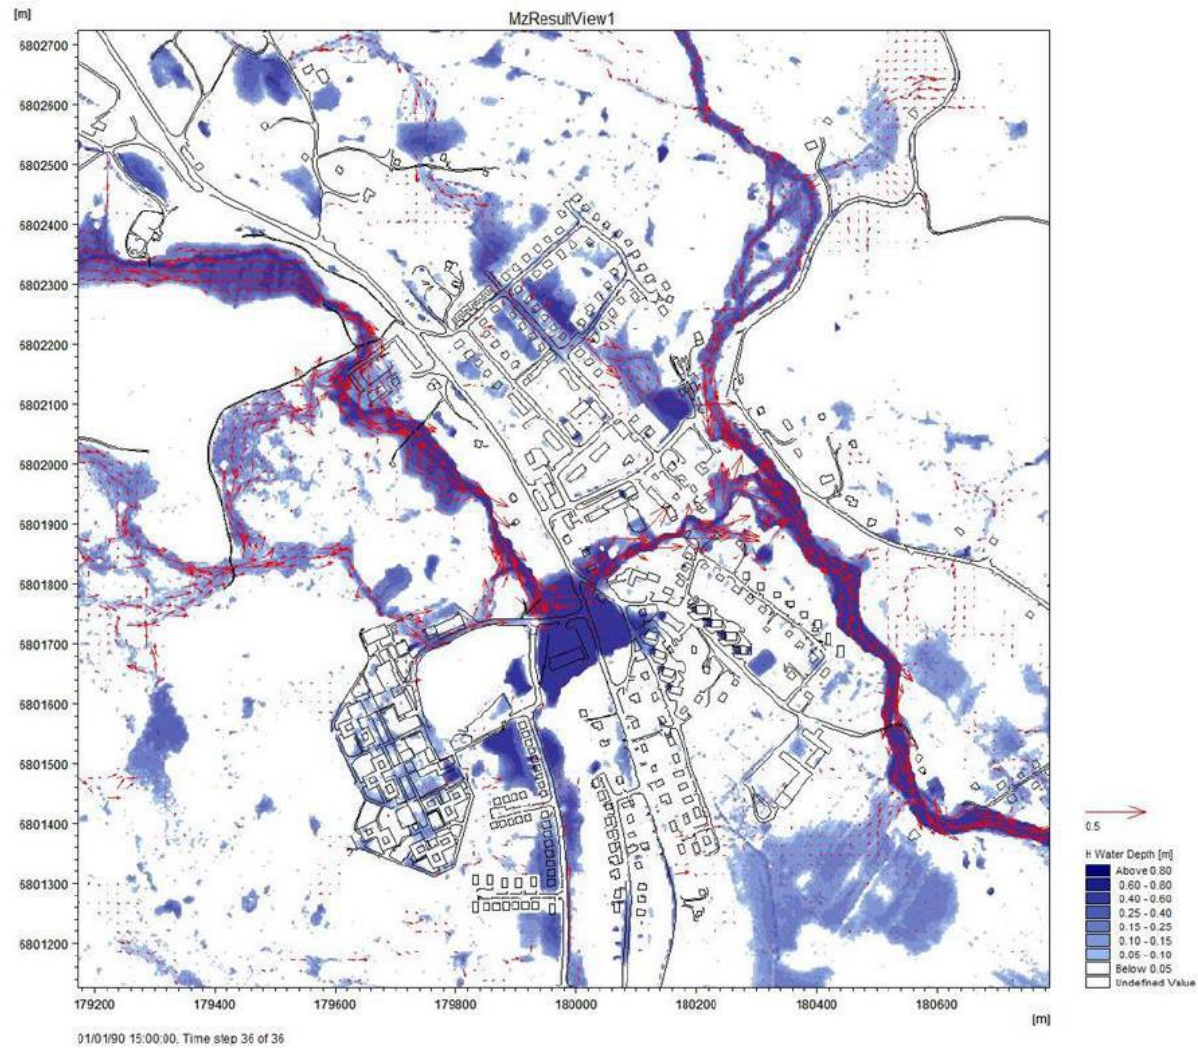 [m]
MzResultView1
6802700
6802600
6802500
6802400
6802300
6802200
6802100
6802000
6801900
6801800
6801700
6801600
6801500
6801400
6801300
6801200
179200 179400 179600 179800 180000 180200 180400 180600
[m]
0.5
H Water Depth [m]
Above 0.80
0.60 - 0.80
0.40 - 0.60
0.25 - 0.40
0.15 - 0.25
0.10 - 0.15
0.05 - 0.10
Below 0.05
Undefined Value
01/01/90 15:00:00, Time step 36 of 36